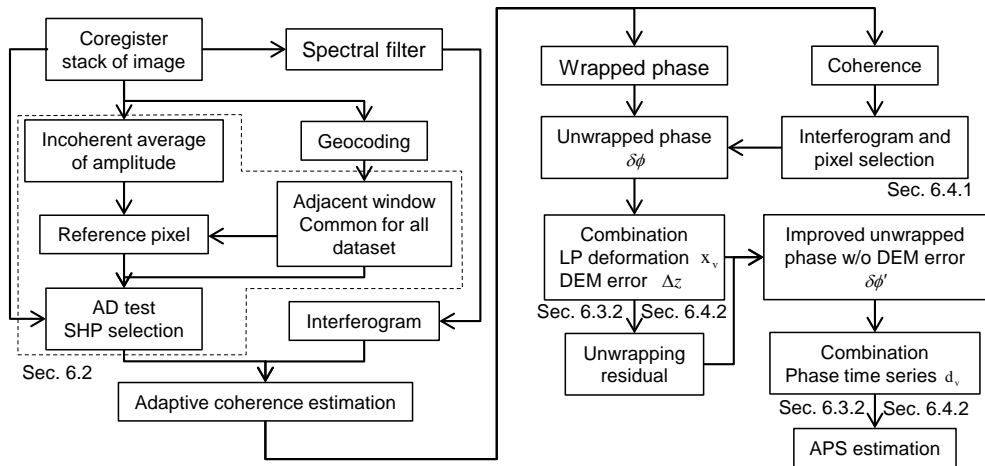 Coregister
stack of image
Spectral filter
Incoherent average
of amplitude
Geocoding
Reference pixel
Adjacent window
Common for all
dataset
AD test
SHP selection
Interferogram
Sec. 6.2
Adaptive coherence estimation
Wrapped phase
Coherence
Unwrapped phase
δϕ
Interferogram and
pixel selection
Sec. 6.4.1
Combination
LP deformation x_v
DEM error Δz
Sec. 6.3.2 Sec. 6.4.2
Improved unwrapped
phase w/o DEM error
δϕ′
Unwrapping
residual
Combination
Phase time series d_v
Sec. 6.3.2 Sec. 6.4.2
APS estimation